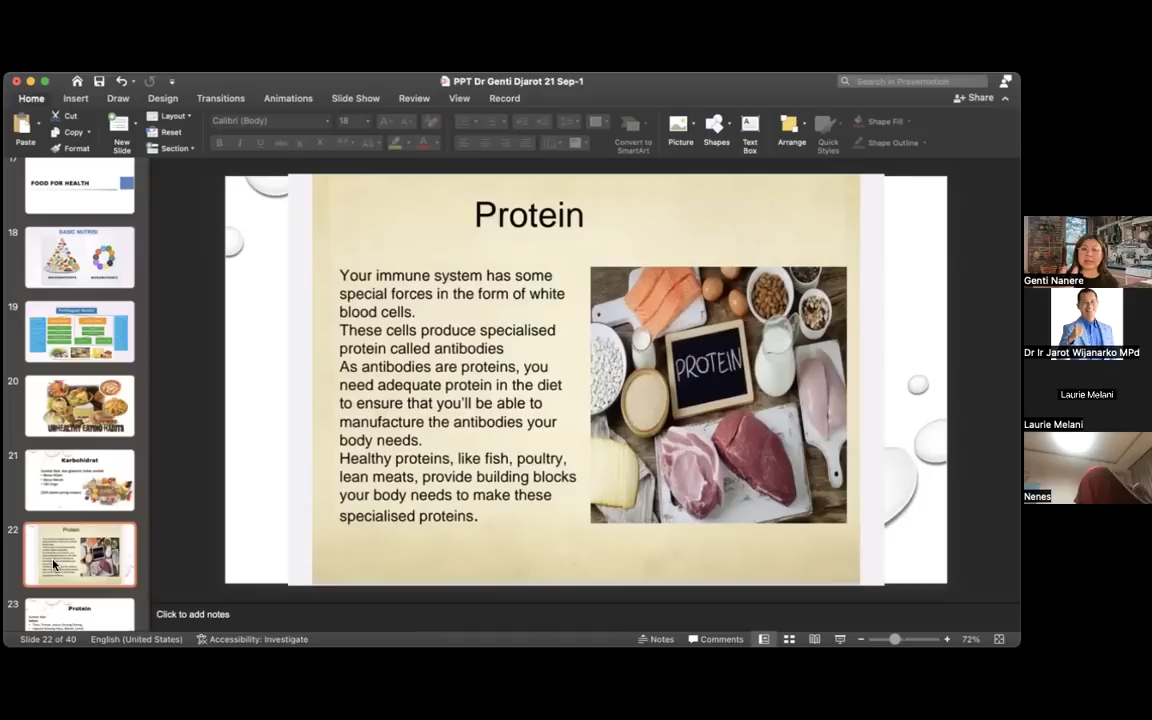 PPT Dr Genti Djarot 21 Sep-1
Search in Presentation
Home Insert Draw Design Transitions Animations Slide Show Review View Record
Share
Paste
Cut
Copy
Format
New Slide
Layout
Reset
Section
Calibri (Body)
18
Convert to SmartArt
Picture
Shapes
Text Box
Arrange
Quick Styles
Shape Fill
Shape Outline
FOOD FOR HEALTH
18
BASIC NUTRISI
19
20
UNHEALTHY EATING HABITS
21
Karbohidrat
22
Protein
23
Protein
Protein
Your immune system has some
special forces in the form of white
blood cells.
These cells produce specialised
protein called antibodies
As antibodies are proteins, you
need adequate protein in the diet
to ensure that you'll be able to
manufacture the antibodies your
body needs.
Healthy proteins, like fish, poultry,
lean meats, provide building blocks
your body needs to make these
specialised proteins.
PROTEIN
Click to add notes
Slide 22 of 40
English (United States)
Accessibility: Investigate
Notes
Comments
72%
Genti Nanere
Dr Ir Jarot Wijanarko MPd
Laurie Melani
Laurie Melani
Nenes